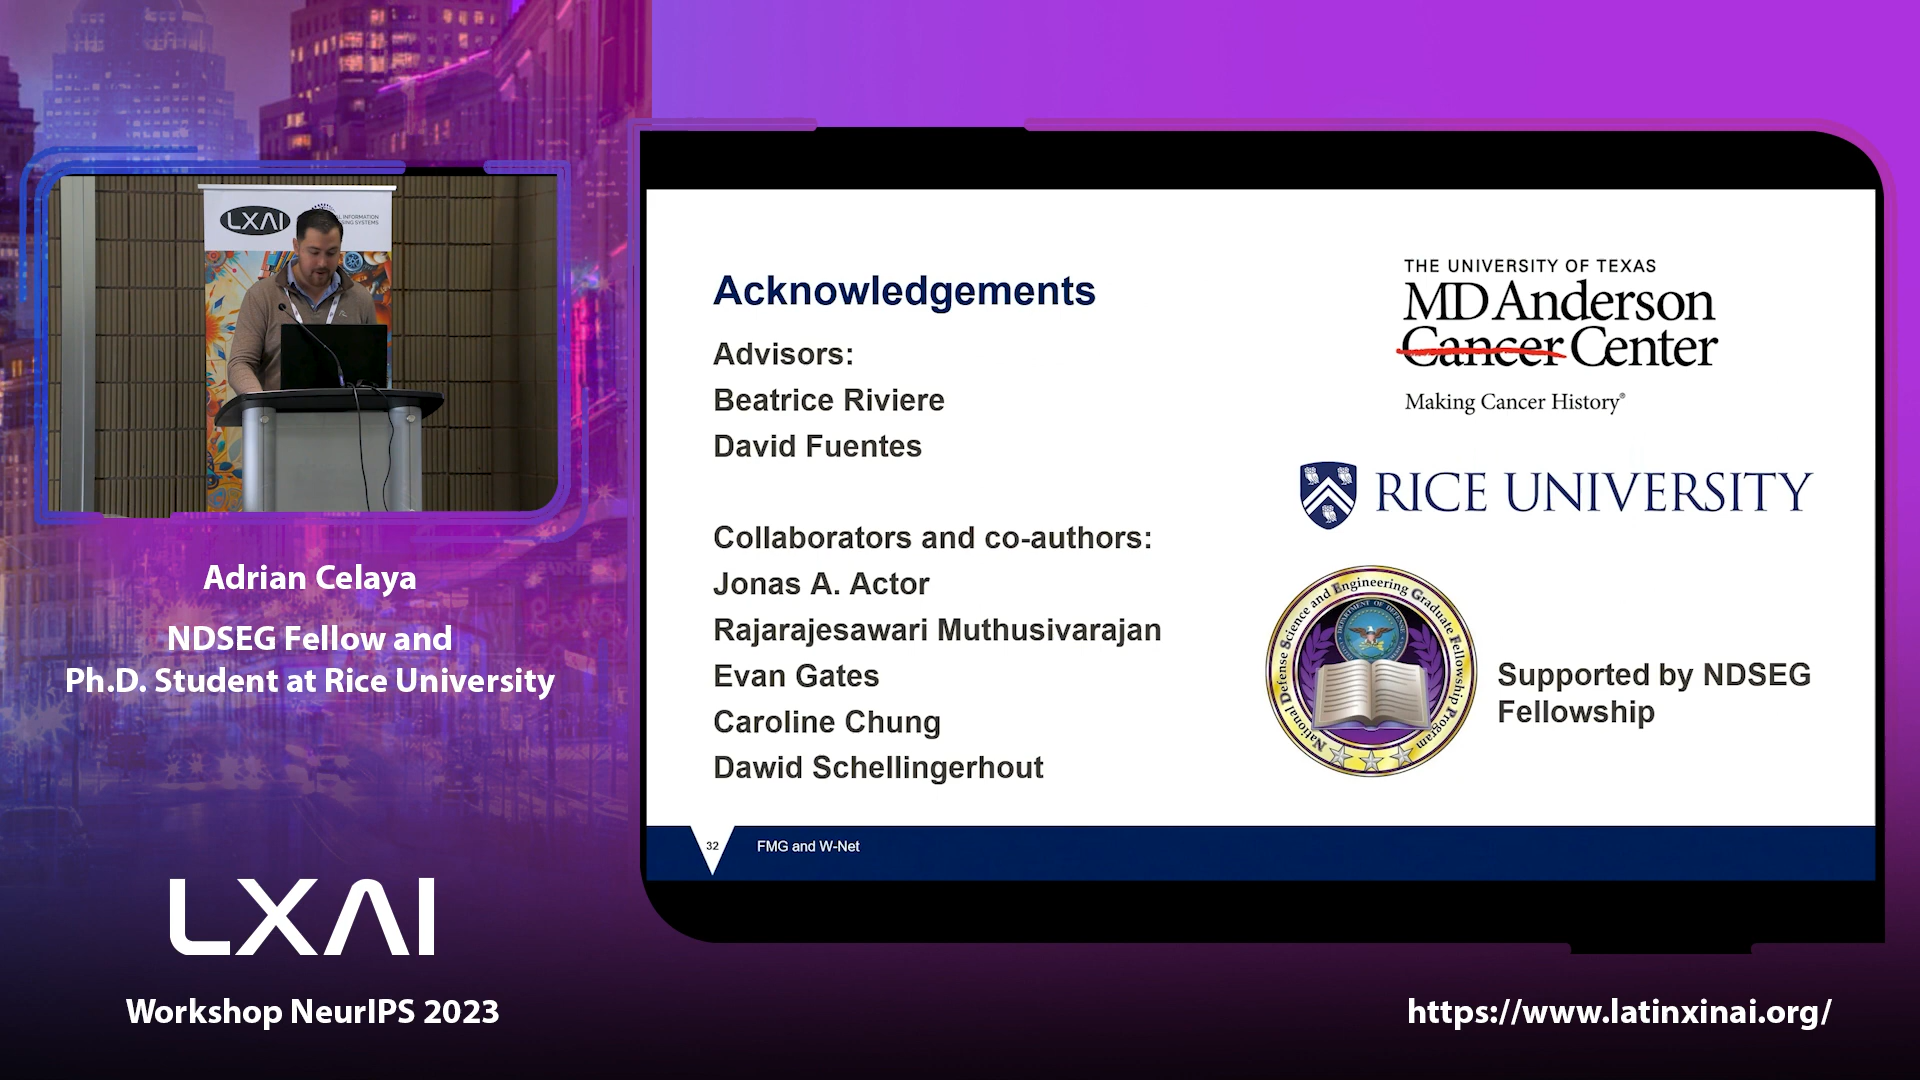 LXAI
Adrian Celaya
NDSEG Fellow and
Ph.D. Student at Rice University
LXAI
Workshop NeurIPS 2023
Acknowledgements
Advisors:
Beatrice Riviere
David Fuentes
Collaborators and co-authors:
Jonas A. Actor
Rajarajesawari Muthusivarajan
Evan Gates
Caroline Chung
Dawid Schellingerhout
THE UNIVERSITY OF TEXAS
MD Anderson
Cancer Center
Making Cancer History®
RICE UNIVERSITY
National Defense Science and Engineering Graduate Fellowship Program
Supported by NDSEG
Fellowship
32
FMG and W-Net
https://www.latinxinai.org/